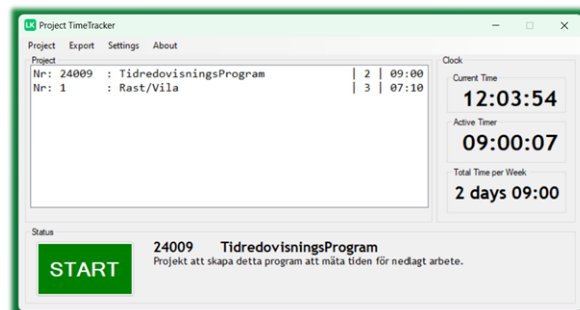 LK Project TimeTracker
Project Export Settings About
Project
Nr: 24009 : TidredovisningsProgram | 2 | 09:00
Nr: 1 : Rast/Vila | 3 | 07:10
Clock
Current Time
12:03:54
Active Timer
09:00:07
Total Time per Week
2 days 09:00
Status
START
24009 TidredovisningsProgram
Projekt att skapa detta program att mäta tiden för nedlagt arbete.